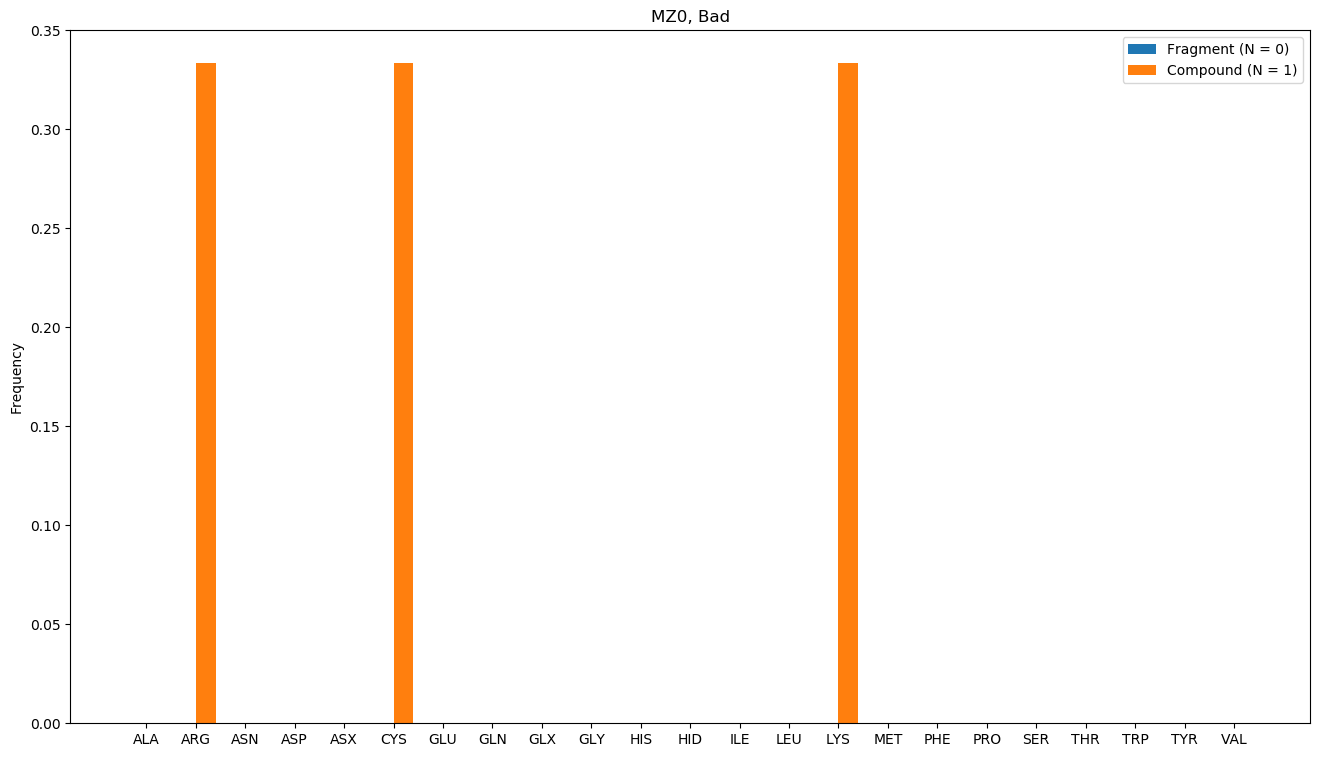 MZ0, Bad
Fragment (N = 0)
Compound (N = 1)
Frequency
0.35
0.30
0.25
0.20
0.15
0.10
0.05
0.00
ALA ARG ASN ASP ASX CYS GLU GLN GLX GLY HIS HID ILE LEU LYS MET PHE PRO SER THR TRP TYR VAL